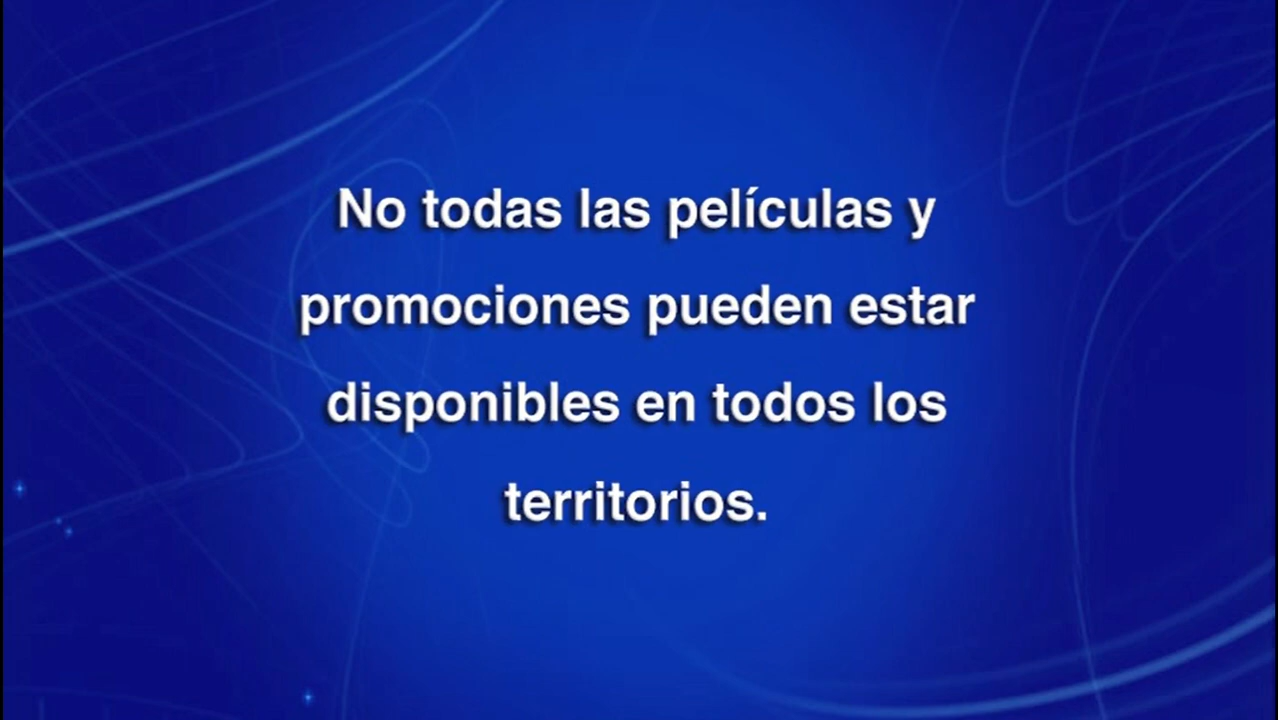 No todas las películas y
promociones pueden estar
disponibles en todos los
territorios.